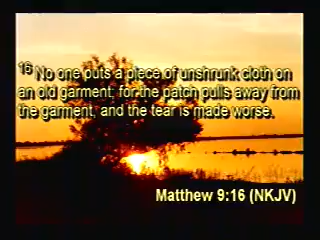 16 No one puts a piece of unshrunk cloth on
an old garment; for the patch pulls away from
the garment, and the tear is made worse.
Matthew 9:16 (NKJV)